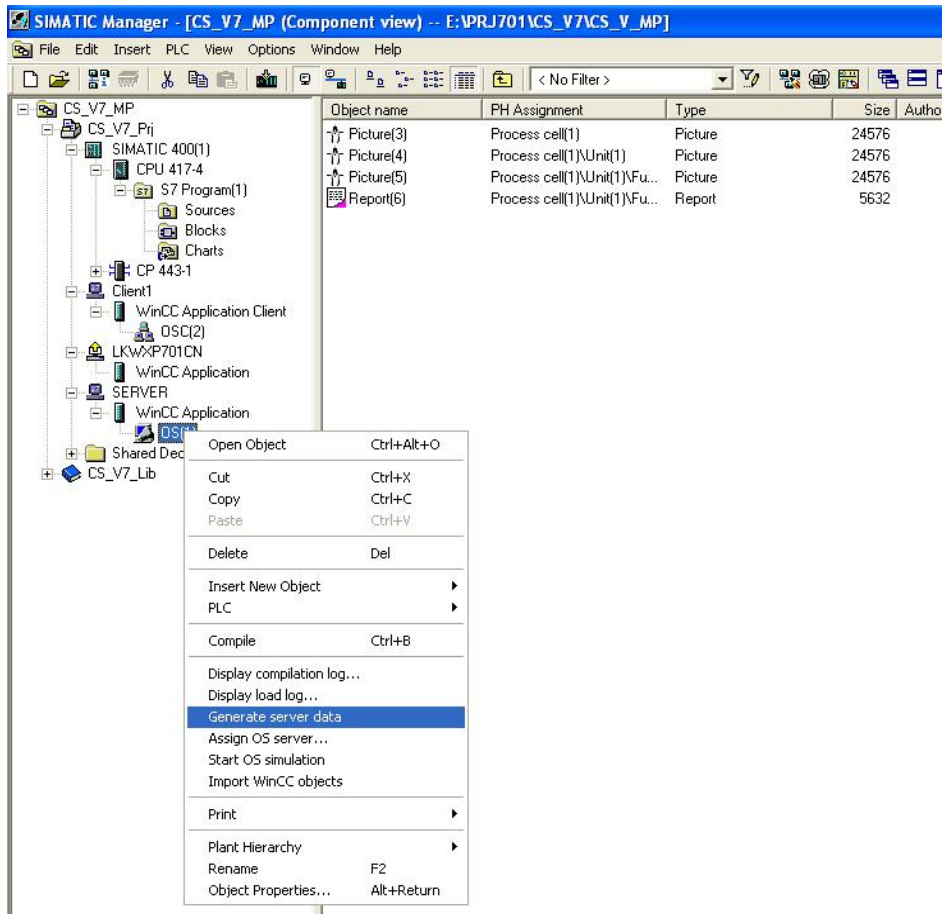 SIMATIC Manager - [CS_V7_MP (Component view) -- E:\PRJ701\CS_V7\CS_V_MP]
File Edit Insert PLC View Options Window Help
< No Filter >
CS_V7_MP
CS_V7_Prj
SIMATIC 400(1)
CPU 417-4
S7 Program(1)
Sources
Blocks
Charts
CP 443-1
Client1
WinCC Application Client
OSC(2)
LKWXP701CN
WinCC Application
SERVER
WinCC Application
OS(1)
Shared Dec
CS_V7_Lib
Object name PH Assignment Type Size Autho
Picture(3) Process cell(1) Picture 24576
Picture(4) Process cell(1)\Unit(1) Picture 24576
Picture(5) Process cell(1)\Unit(1)\Fu... Picture 24576
Report(6) Process cell(1)\Unit(1)\Fu... Report 5632
Open Object Ctrl+Alt+O
Cut Ctrl+X
Copy Ctrl+C
Paste Ctrl+V
Delete Del
Insert New Object
PLC
Compile Ctrl+B
Display compilation log...
Display load log...
Generate server data
Assign OS server...
Start OS simulation
Import WinCC objects
Print
Plant Hierarchy
Rename F2
Object Properties... Alt+Return